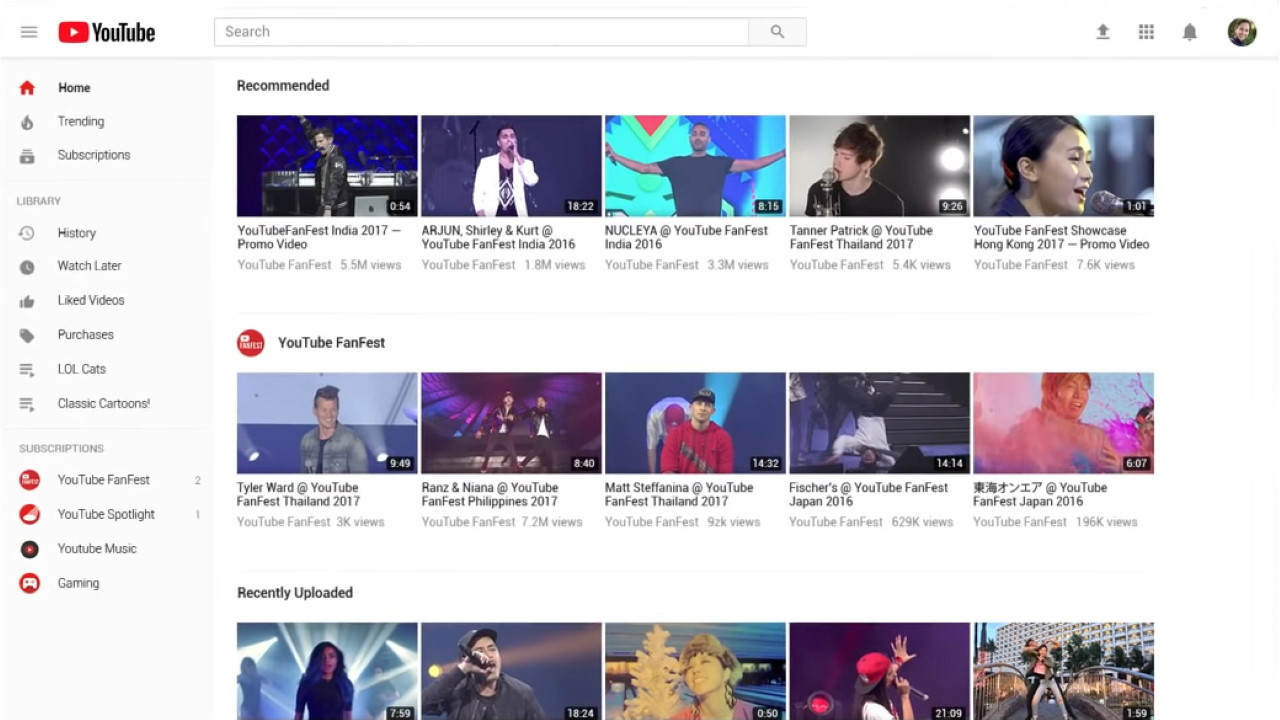 YouTube
Search
Home
Trending
Subscriptions
LIBRARY
History
Watch Later
Liked Videos
Purchases
LOL Cats
Classic Cartoons!
SUBSCRIPTIONS
YouTube FanFest 2
YouTube Spotlight 1
Youtube Music
Gaming
Recommended
0:54
18:22
8:15
9:26
1:01
YouTubeFanFest India 2017 —
Promo Video
YouTube FanFest 5.5M views
ARJUN, Shirley & Kurt @
YouTube FanFest India 2016
YouTube FanFest 1.8M views
NUCLEYA @ YouTube FanFest
India 2016
YouTube FanFest 3.3M views
Tanner Patrick @ YouTube
FanFest Thailand 2017
YouTube FanFest 5.4K views
YouTube FanFest Showcase
Hong Kong 2017 — Promo Video
YouTube FanFest 7.6K views
FANFEST
YouTube FanFest
9:49
8:40
14:32
14:14
6:07
Tyler Ward @ YouTube
FanFest Thailand 2017
YouTube FanFest 3K views
Ranz & Niana @ YouTube
FanFest Philippines 2017
YouTube FanFest 7.2M views
Matt Steffanina @ YouTube
FanFest Thailand 2017
YouTube FanFest 9zk views
Fischer's @ YouTube FanFest
Japan 2016
YouTube FanFest 629K views
東海オンエア @ YouTube
FanFest Japan 2016
YouTube FanFest 196K views
Recently Uploaded
7:59
18:24
0:50
21:09
1:59